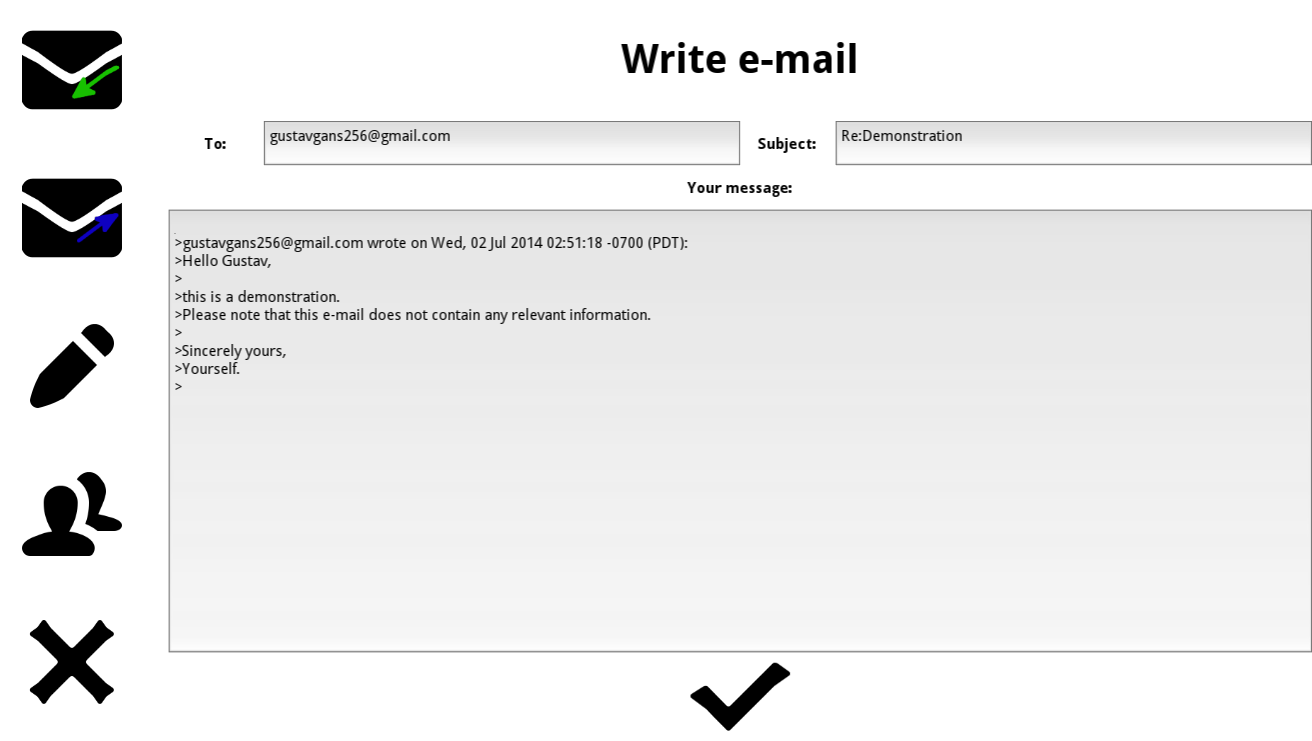 Write e-mail
To: gustavgans256@gmail.com Subject: Re:Demonstration
Your message:
>gustavgans256@gmail.com wrote on Wed, 02 Jul 2014 02:51:18 -0700 (PDT):
>Hello Gustav,
>
>this is a demonstration.
>Please note that this e-mail does not contain any relevant information.
>
>Sincerely yours,
>Yourself.
>